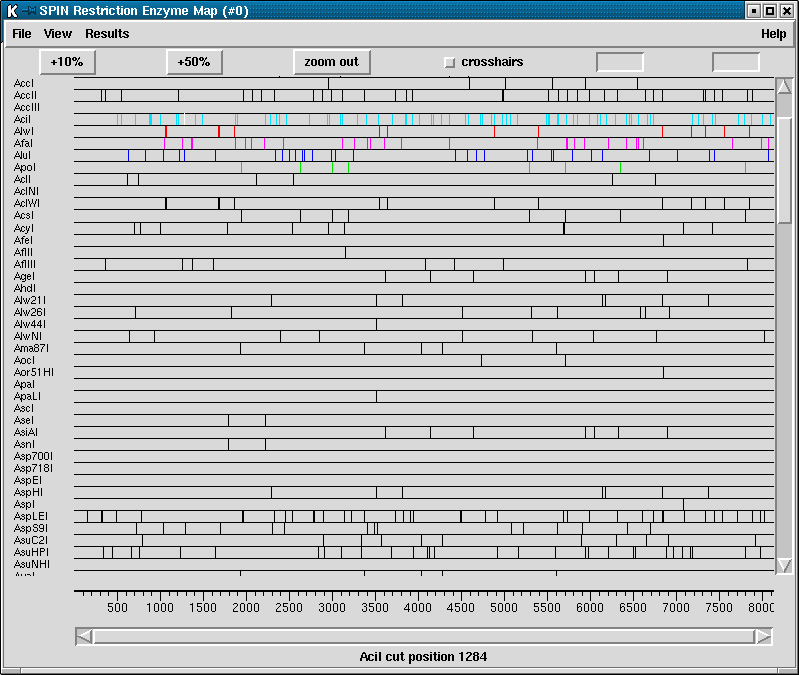 SPIN Restriction Enzyme Map (#0)
File View Results Help
+10% +50% zoom out crosshairs
AccI
AccII
AccIII
AciI
AlwI
AfaI
AluI
ApoI
AclI
AclNI
AclWI
AcsI
AcyI
AfeI
AflII
AflIII
AgeI
AhdI
Alw21I
Alw26I
Alw44I
AlwNI
Ama87I
AocI
Aor51HI
ApaI
ApaLI
AscI
AseI
AsiAI
AsnI
Asp700I
Asp718I
AspEI
AspHI
AspI
AspLEI
AspS9I
AsuC2I
AsuHPI
AsuNHI
AvaI
500 1000 1500 2000 2500 3000 3500 4000 4500 5000 5500 6000 6500 7000 7500 8000
AciI cut position 1284